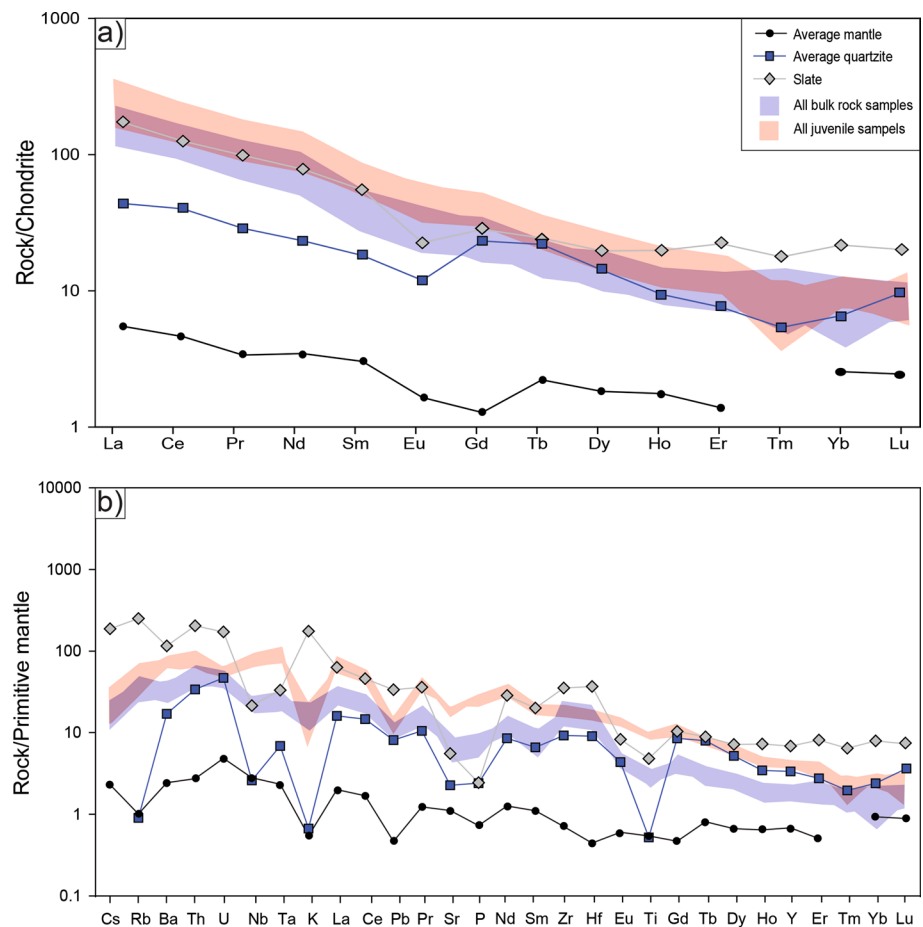 a)
1000
100
10
1
Rock/Chondrite
Average mantle
Average quartzite
Slate
All bulk rock samples
All juvenile sampels
La Ce Pr Nd Sm Eu Gd Tb Dy Ho Er Tm Yb Lu
b)
10000
1000
100
10
1
0.1
Rock/Primitive mantle
Cs Rb Ba Th U Nb Ta K La Ce Pb Pr Sr P Nd Sm Zr Hf Eu Ti Gd Tb Dy Ho Y Er Tm Yb Lu